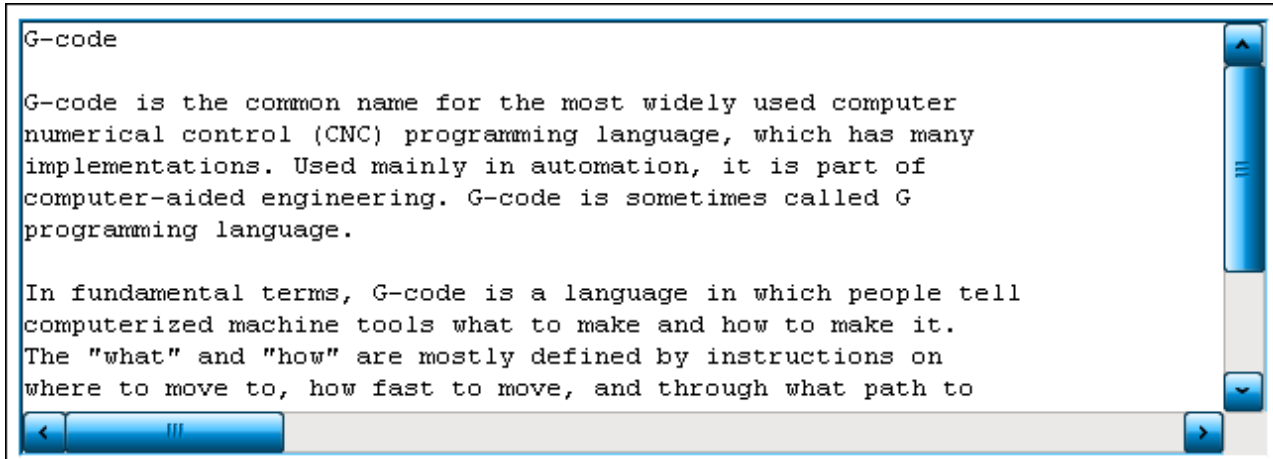 G-code

G-code is the common name for the most widely used computer
numerical control (CNC) programming language, which has many
implementations. Used mainly in automation, it is part of
computer-aided engineering. G-code is sometimes called G
programming language.

In fundamental terms, G-code is a language in which people tell
computerized machine tools what to make and how to make it.
The "what" and "how" are mostly defined by instructions on
where to move to, how fast to move, and through what path to